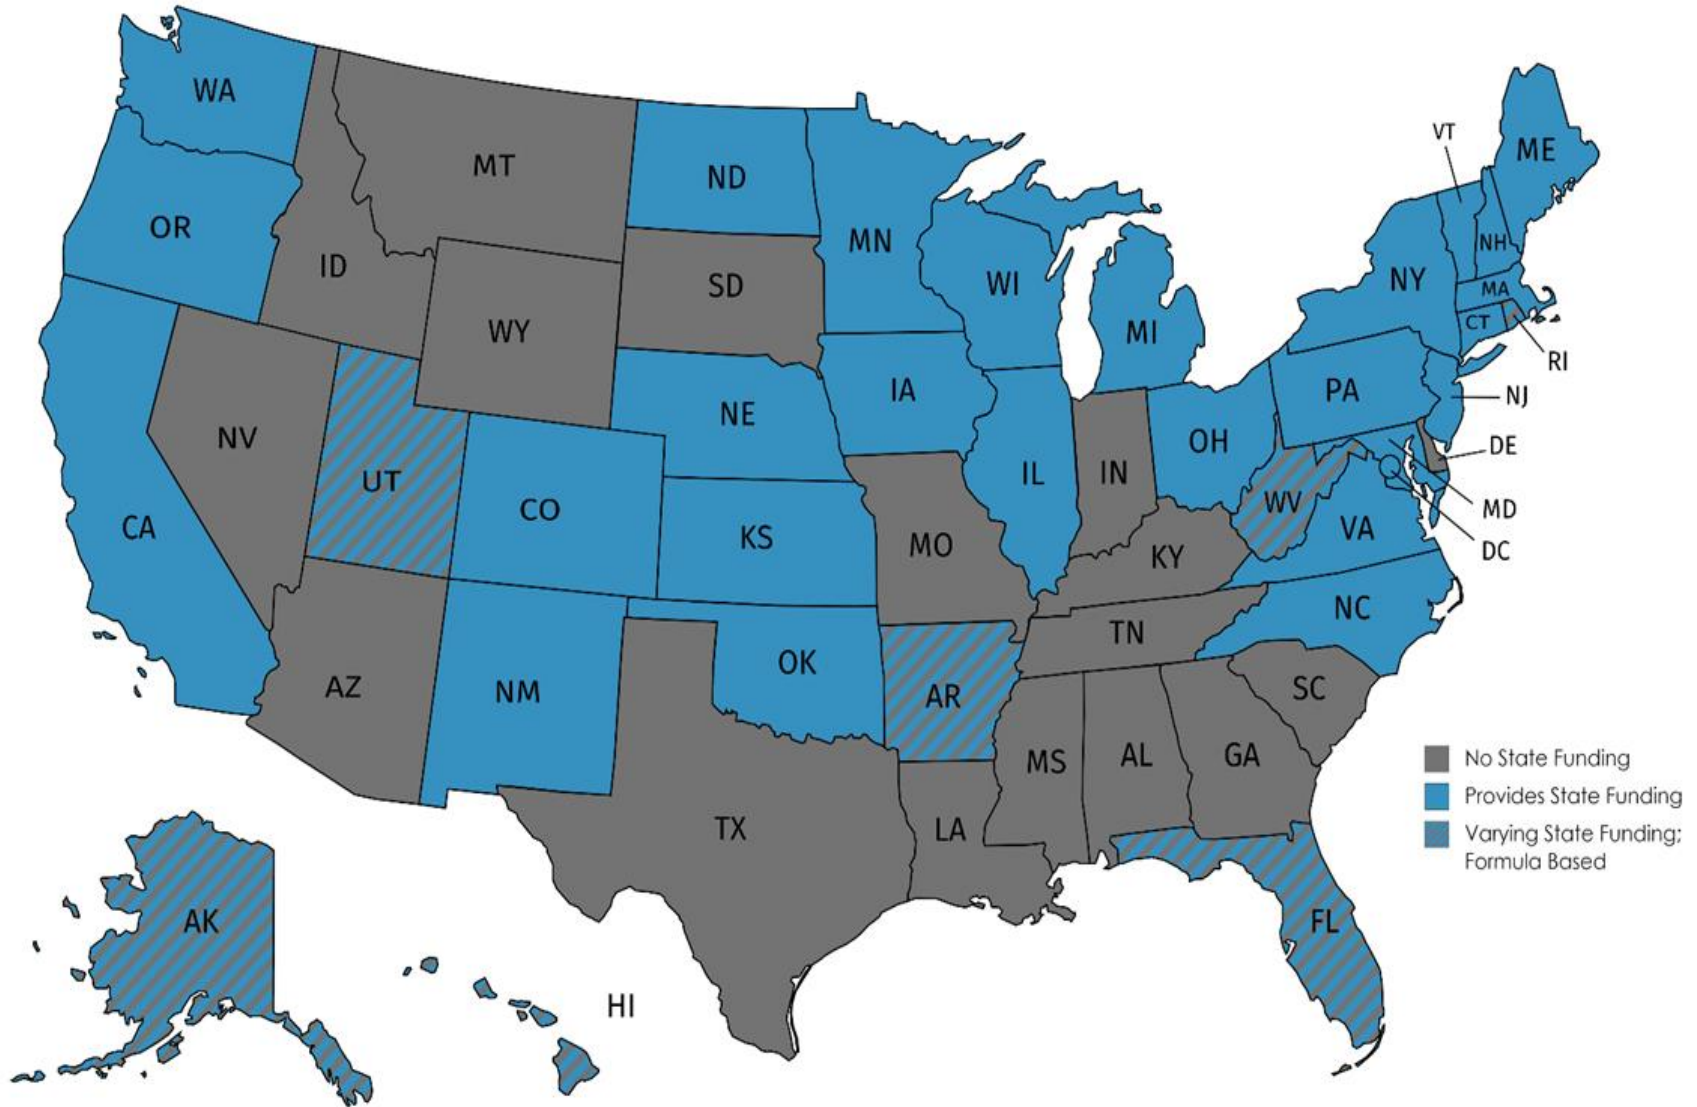 WA
VT
ME
MT
ND
OR
MN
NH
ID
NY
WI
SD
MA
WY
CT
MI
RI
IA
PA
NJ
NE
NV
OH
DE
IL
IN
UT
WV
CO
MD
CA
VA
KS
MO
DC
KY
NC
TN
OK
AZ
SC
NM
AR
GA
AL
MS
No State Funding
Provides State Funding
TX
LA
Varying State Funding;
Formula Based
AK
FL
HI